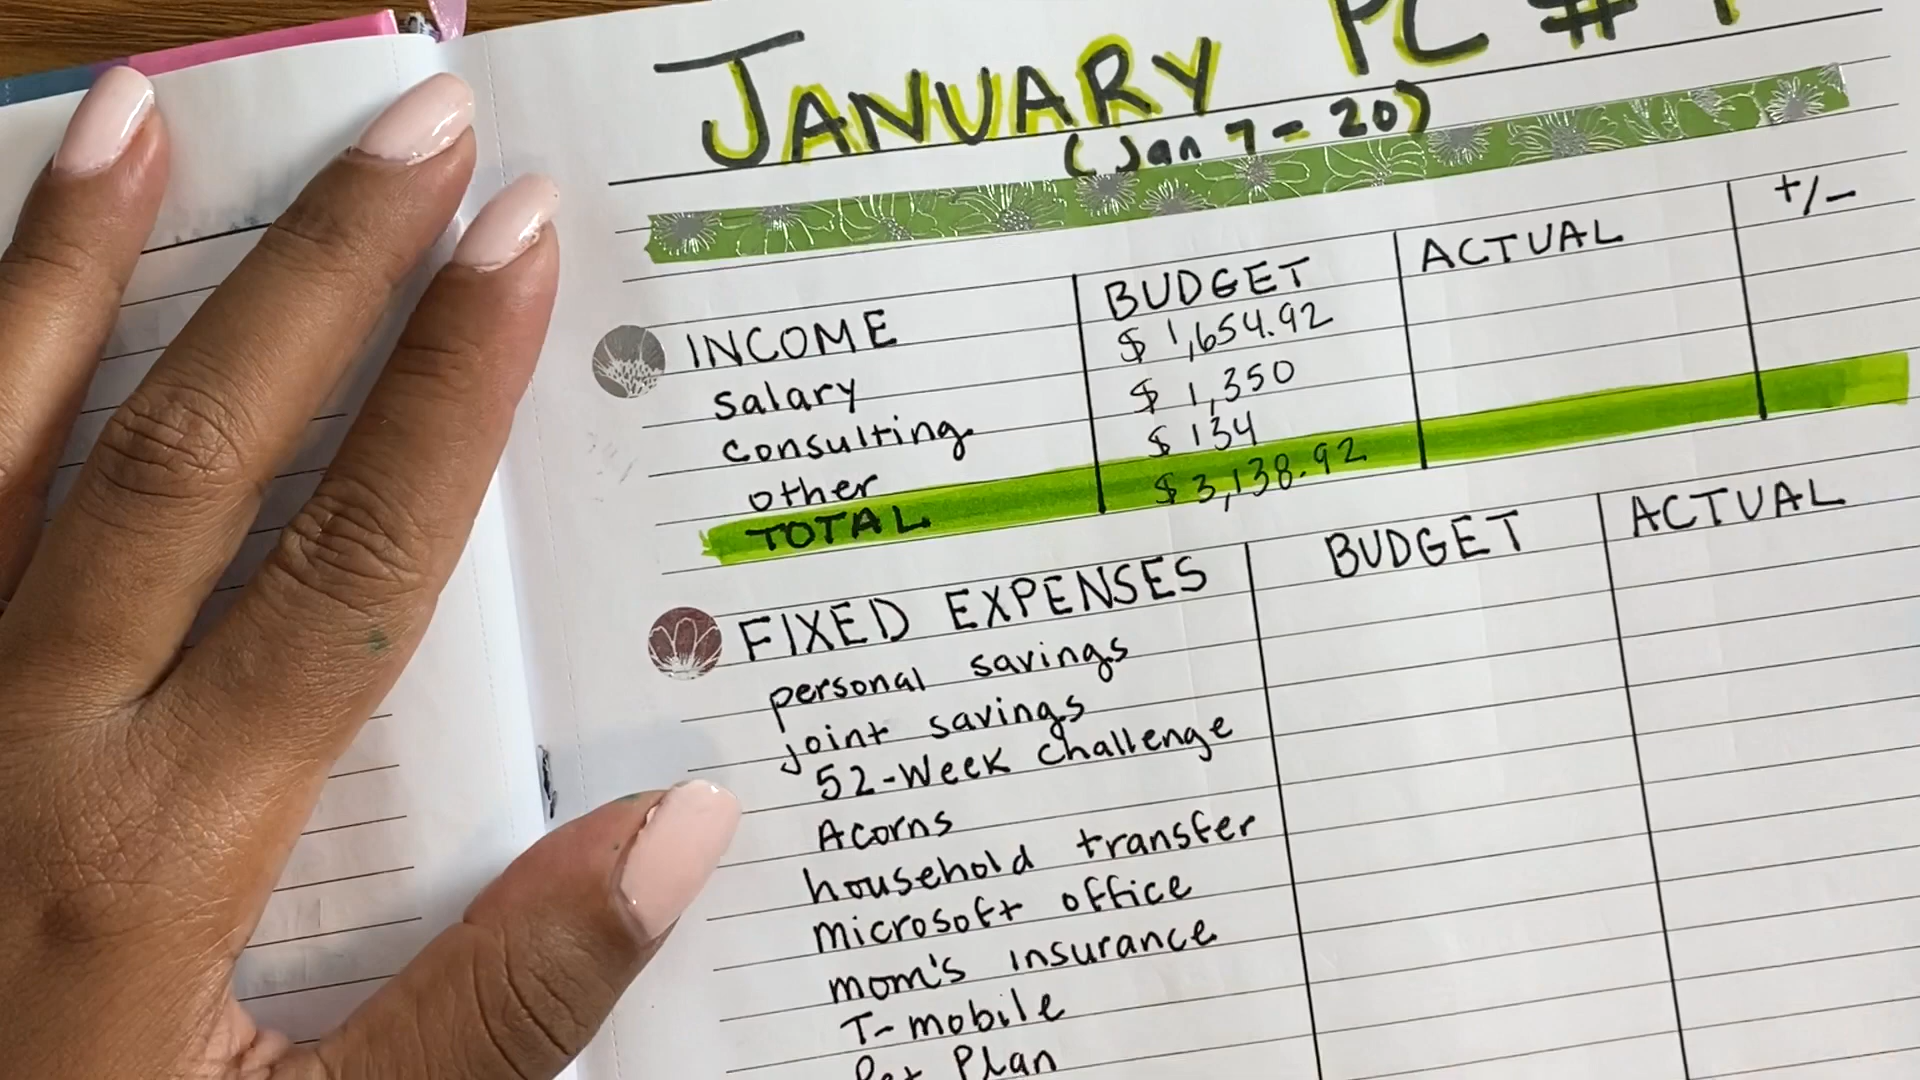 JANUARY PC #
(Jan 7 - 20)
INCOME BUDGET ACTUAL +/-
salary $ 1,654.92
consulting $ 1,350
other $ 134
TOTAL $ 3,138.92
FIXED EXPENSES BUDGET ACTUAL
personal savings
joint savings
52-Week challenge
Acorns
household transfer
microsoft office
mom's insurance
T-mobile
Pet Plan